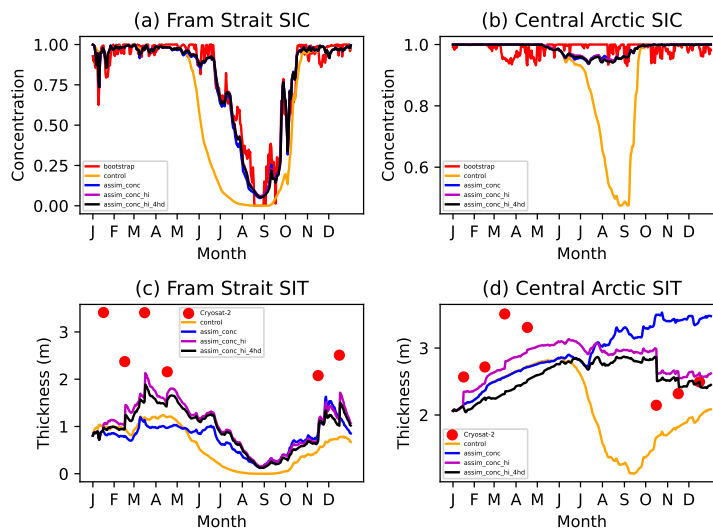 (a) Fram Strait SIC
1.00
0.75
0.50
0.25
0.00
Concentration
bootstrap
control
assim_conc
assim_conc_hi
assim_conc_hi_4hd
J F M A M J J A S O N D
Month
(b) Central Arctic SIC
1.0
0.8
0.6
Concentration
bootstrap
control
assim_conc
assim_conc_hi
assim_conc_hi_4hd
J F M A M J J A S O N D
Month
(c) Fram Strait SIT
3
2
1
0
Thickness (m)
Cryosat-2
control
assim_conc
assim_conc_hi
assim_conc_hi_4hd
J F M A M J J A S O N D
Month
(d) Central Arctic SIT
3
2
Thickness (m)
Cryosat-2
control
assim_conc
assim_conc_hi
assim_conc_hi_4hd
J F M A M J J A S O N D
Month